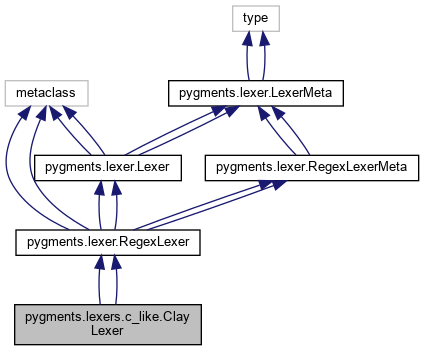 type
metaclass
pygments.lexer.LexerMeta
pygments.lexer.Lexer
pygments.lexer.RegexLexerMeta
pygments.lexer.RegexLexer
pygments.lexers.c_like.Clay
Lexer